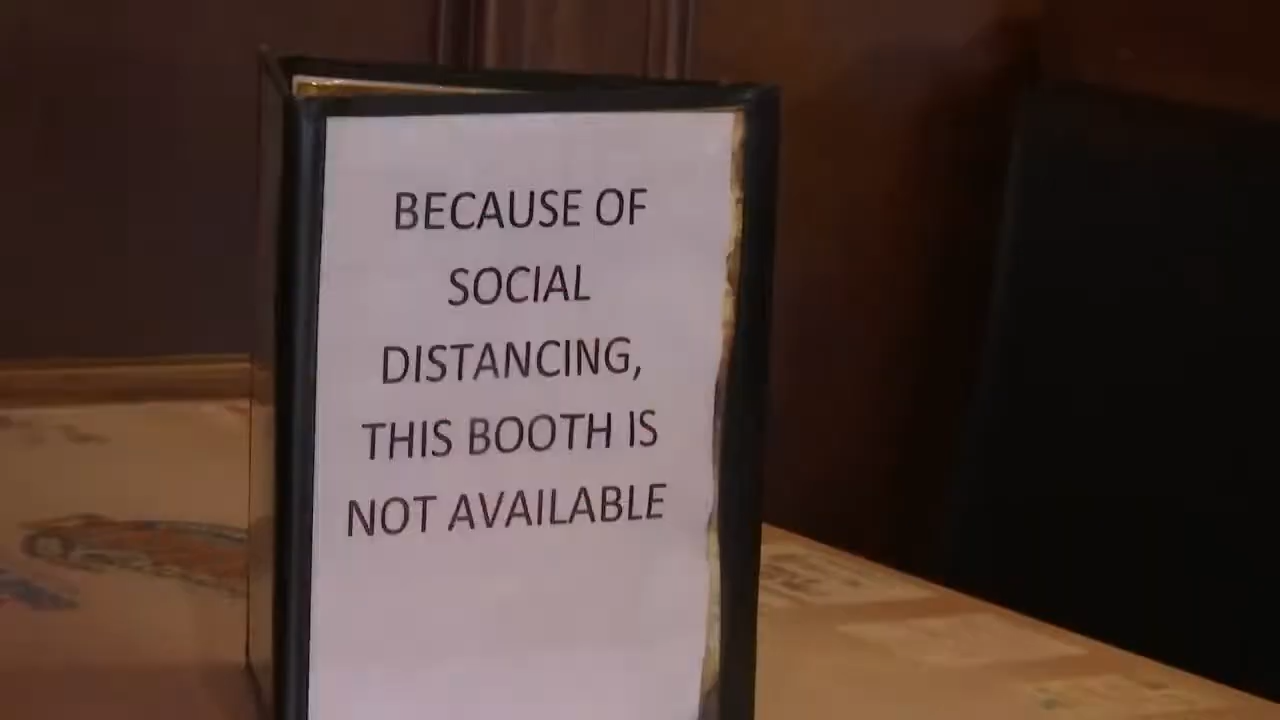 BECAUSE OF
SOCIAL
DISTANCING,
THIS BOOTH IS
NOT AVAILABLE